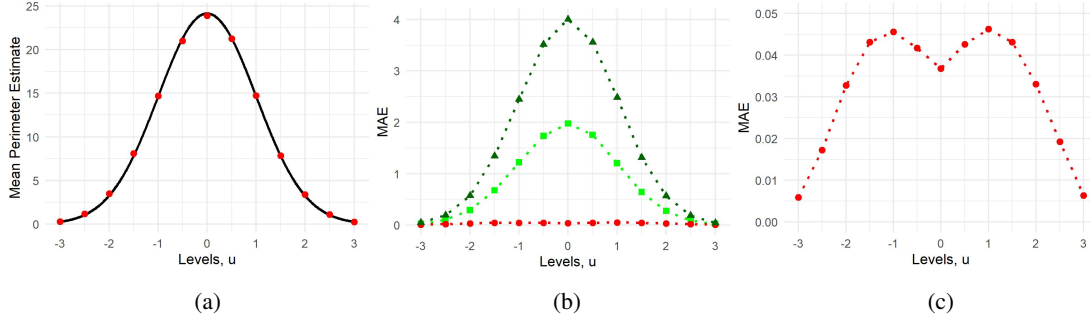 Mean Perimeter Estimate
25
20
15
10
5
0
-3 -2 -1 0 1 2 3
Levels, u
(a)
MAE
4
3
2
1
0
-3 -2 -1 0 1 2 3
Levels, u
(b)
MAE
0.05
0.04
0.03
0.02
0.01
0.00
-3 -2 -1 0 1 2 3
Levels, u
(c)